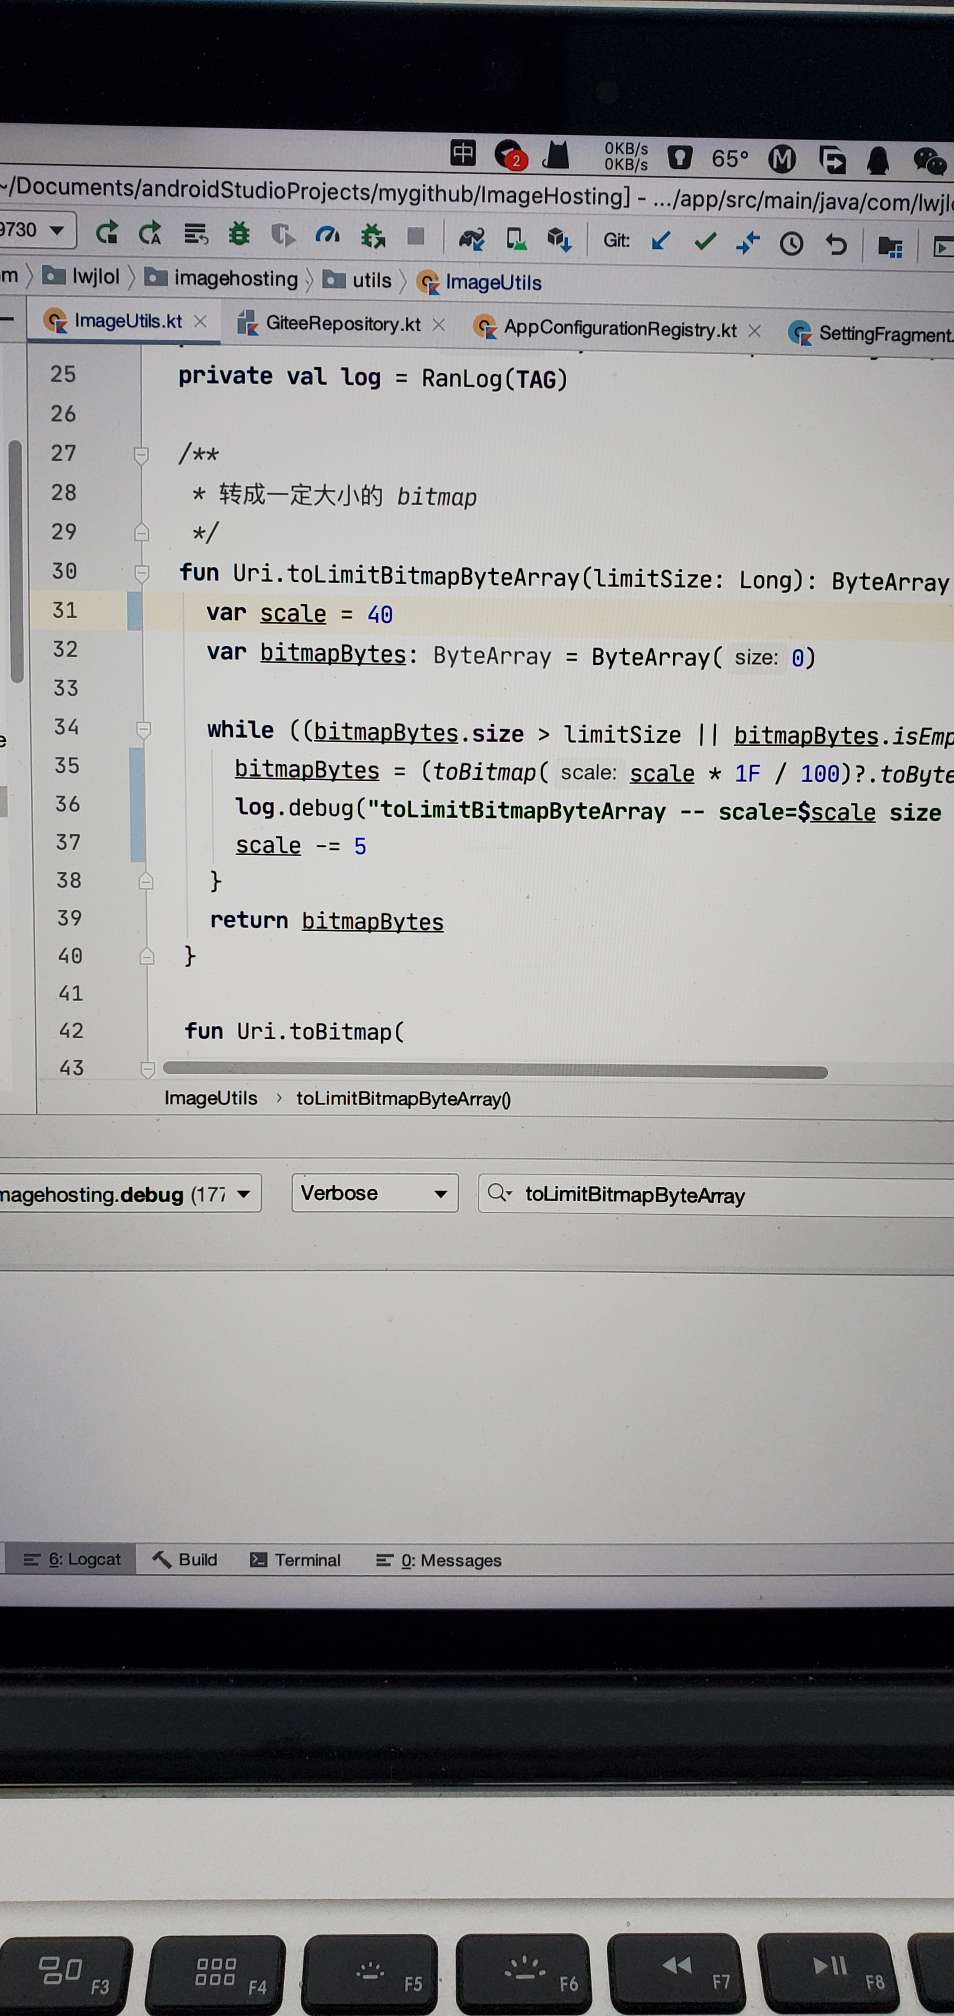 中 2 0KB/s 0KB/s 65° M
~/Documents/androidStudioProjects/mygithub/ImageHosting] - .../app/src/main/java/com/lwjl
9730 Git:
m lwjlol imagehosting utils ImageUtils
ImageUtils.kt GiteeRepository.kt AppConfigurationRegistry.kt SettingFragment.
25 private val log = RanLog(TAG)
26
27 /**
28 * 转成一定大小的 bitmap
29 */
30 fun Uri.toLimitBitmapByteArray(limitSize: Long): ByteArray
31 var scale = 40
32 var bitmapBytes: ByteArray = ByteArray( size: 0)
33
34 while ((bitmapBytes.size > limitSize || bitmapBytes.isEmp
35 bitmapBytes = (toBitmap( scale: scale * 1F / 100)?.toByte
36 log.debug("toLimitBitmapByteArray -- scale=$scale size
37 scale -= 5
38 }
39 return bitmapBytes
40 }
41
42 fun Uri.toBitmap(
43
ImageUtils › toLimitBitmapByteArray()
magehosting.debug (177 Verbose toLimitBitmapByteArray
6: Logcat Build Terminal 0: Messages
F3 F4 F5 F6 F7 F8